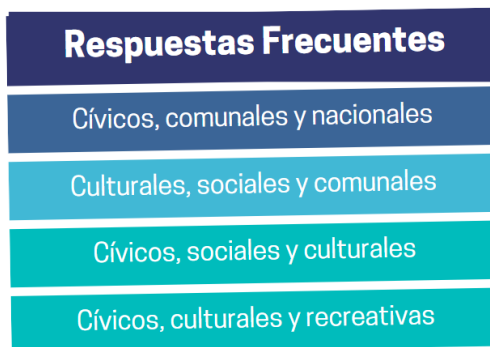 Respuestas Frecuentes
Cívicos, comunales y nacionales
Culturales, sociales y comunales
Cívicos, sociales y culturales
Cívicos, culturales y recreativas